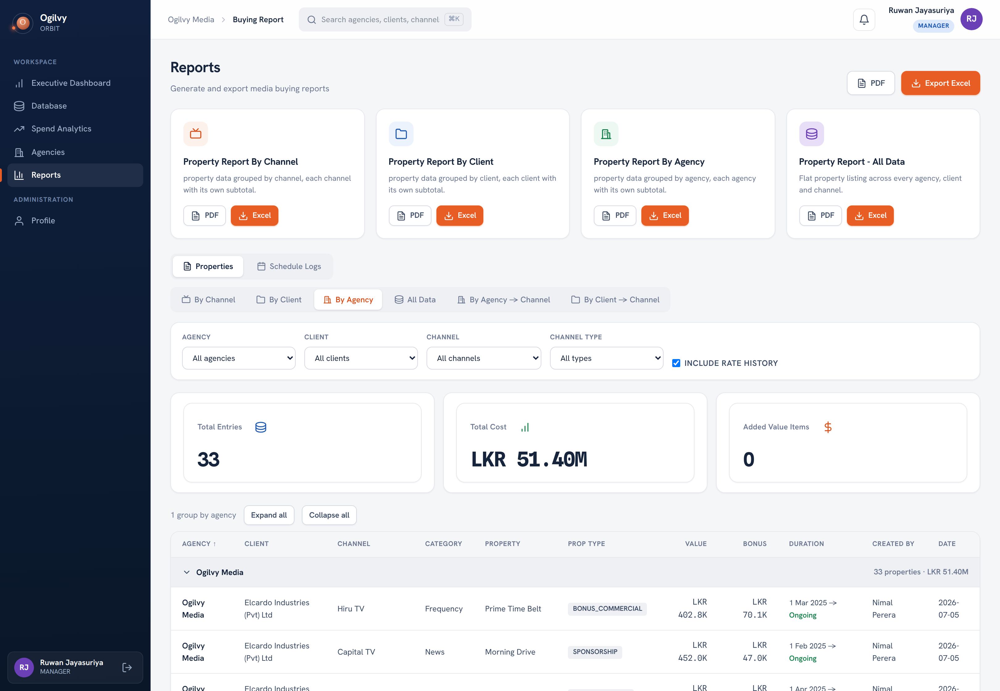 Ogilvy
ORBIT
WORKSPACE
Executive Dashboard
Database
Spend Analytics
Agencies
Reports
ADMINISTRATION
Profile
RJ
Ruwan Jayasuriya
MANAGER
Ogilvy Media > Buying Report
Search agencies, clients, channel
⌘K
Ruwan Jayasuriya
MANAGER
RJ
Reports
Generate and export media buying reports
PDF
Export Excel
Property Report By Channel
property data grouped by channel, each channel
with its own subtotal.
PDF
Excel
Property Report By Client
property data grouped by client, each client with
its own subtotal.
PDF
Excel
Property Report By Agency
property data grouped by agency, each agency
with its own subtotal.
PDF
Excel
Property Report - All Data
Flat property listing across every agency, client
and channel.
PDF
Excel
Properties
Schedule Logs
By Channel
By Client
By Agency
All Data
By Agency → Channel
By Client → Channel
AGENCY
All agencies
CLIENT
All clients
CHANNEL
All channels
CHANNEL TYPE
All types
INCLUDE RATE HISTORY
Total Entries
33
Total Cost
LKR 51.40M
Added Value Items
0
1 group by agency
Expand all
Collapse all
AGENCY ↑ CLIENT CHANNEL CATEGORY PROPERTY PROP TYPE VALUE BONUS DURATION CREATED BY DATE
Ogilvy Media
33 properties · LKR 51.40M
Ogilvy
Media
Elcardo Industries
(Pvt) Ltd
Hiru TV
Frequency
Prime Time Belt
BONUS_COMMERCIAL
LKR
402.8K
LKR
70.1K
1 Mar 2025 →
Ongoing
Nimal
Perera
2026-
07-05
Ogilvy
Media
Elcardo Industries
(Pvt) Ltd
Capital TV
News
Morning Drive
SPONSORSHIP
LKR
452.0K
LKR
47.0K
1 Feb 2025 →
Ongoing
Nimal
Perera
2026-
07-05
Ogilvy
Elcardo Industries
LKR
LKR
1 Apr 2025 →
Nimal
2026-